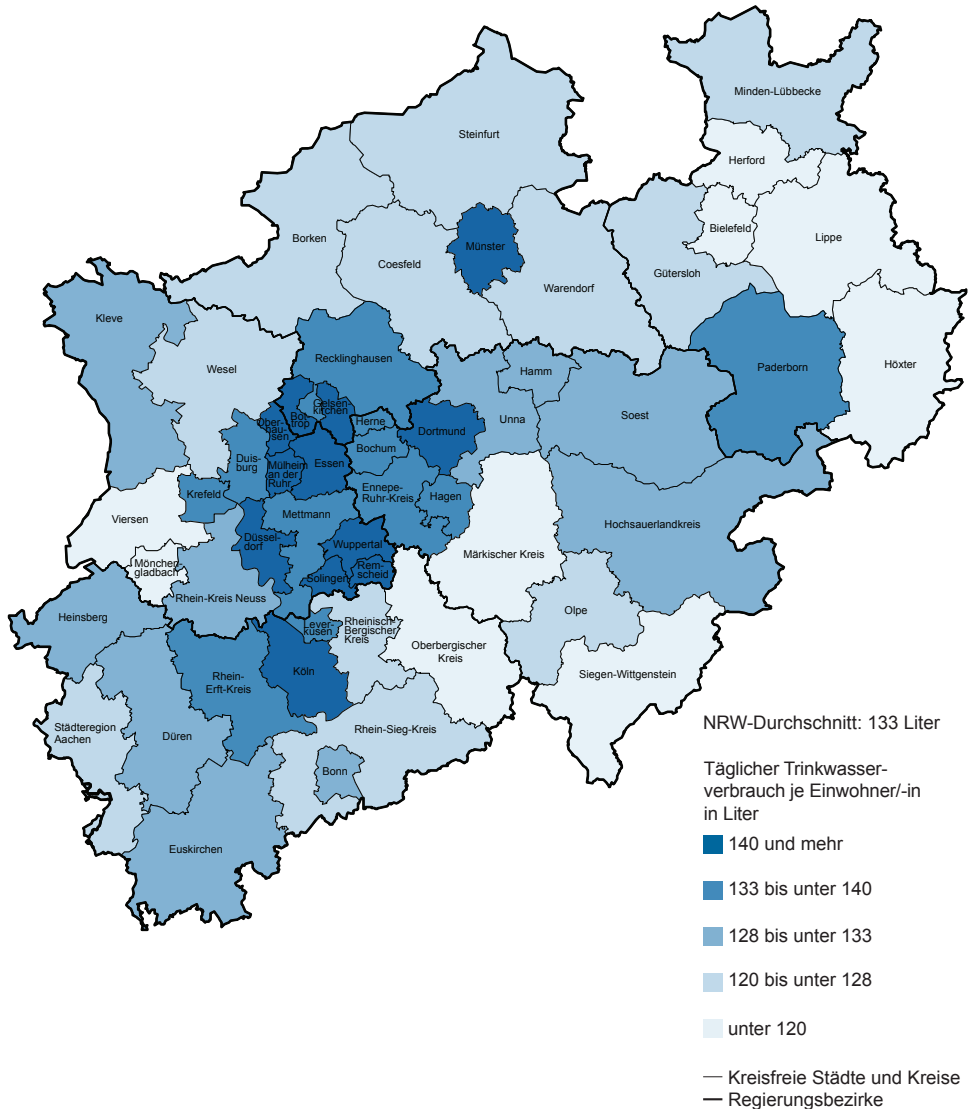 Minden-Lübbecke
Steinfurt
Herford
Bielefeld
Lippe
Borken
Münster
Coesfeld
Gütersloh
Warendorf
Kleve
Recklinghausen
Paderborn
Höxter
Wesel
Hamm
Soest
Gelsen-
kirchen
Bot-
trop
Ober-
hau-
sen
Herne
Dortmund
Unna
Bochum
Duis-
burg
Mülheim
an der
Ruhr
Essen
Ennepe-
Ruhr-Kreis
Hagen
Krefeld
Viersen
Mettmann
Hochsauerlandkreis
Düssel-
dorf
Wuppertal
Märkischer Kreis
Mönchen-
gladbach
Rem-
scheid
Solingen
Rhein-Kreis Neuss
Heinsberg
Olpe
Lever-
kusen
Rheinisch-
Bergischer
Kreis
Oberbergischer
Kreis
Köln
Rhein-
Erft-Kreis
Siegen-Wittgenstein
Städteregion
Aachen
Düren
Rhein-Sieg-Kreis
Bonn
Euskirchen
NRW-Durchschnitt: 133 Liter
Täglicher Trinkwasser-
verbrauch je Einwohner/-in
in Liter
140 und mehr
133 bis unter 140
128 bis unter 133
120 bis unter 128
unter 120
Kreisfreie Städte und Kreise
Regierungsbezirke